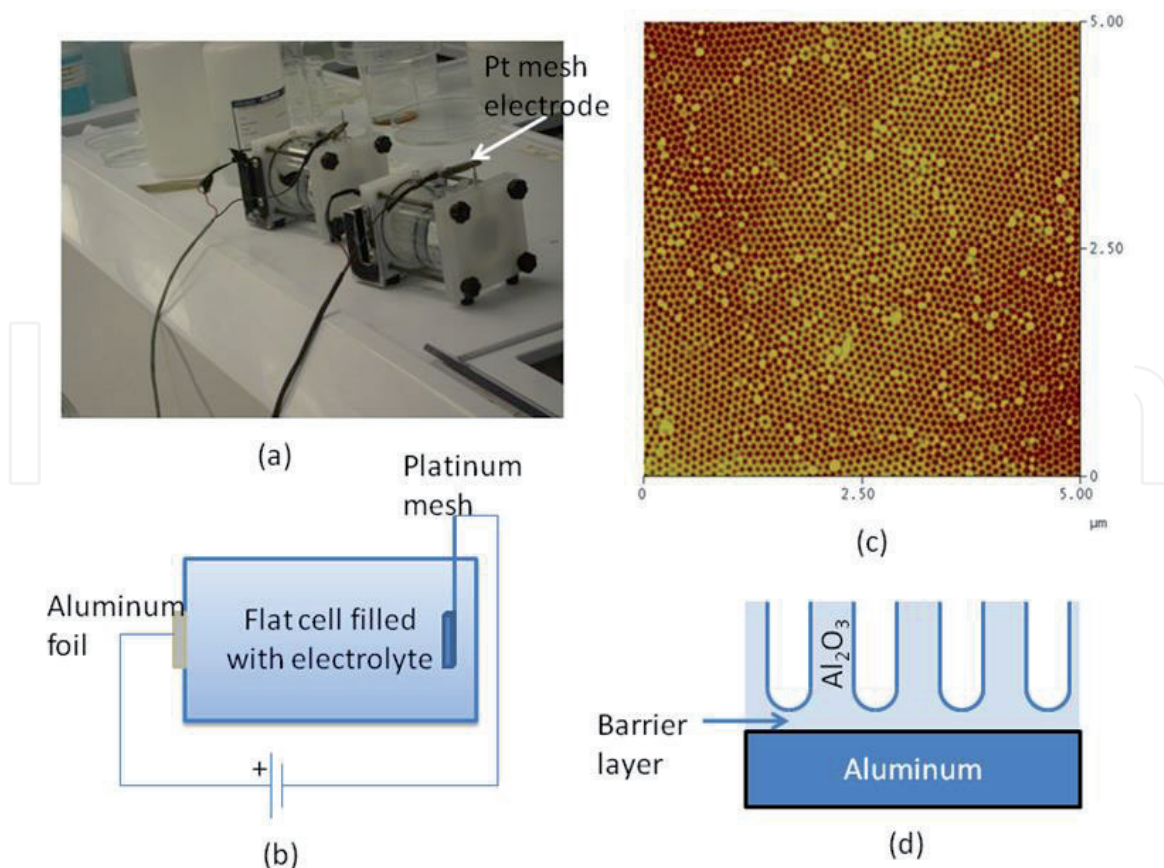 Pt mesh
electrode
(a)
5.00
2.50
0
0
2.50
5.00
µm
(c)
Platinum
mesh
Aluminum
foil
Flat cell filled
with electrolyte
+
(b)
Al₂O₃
Barrier
layer
Aluminum
(d)